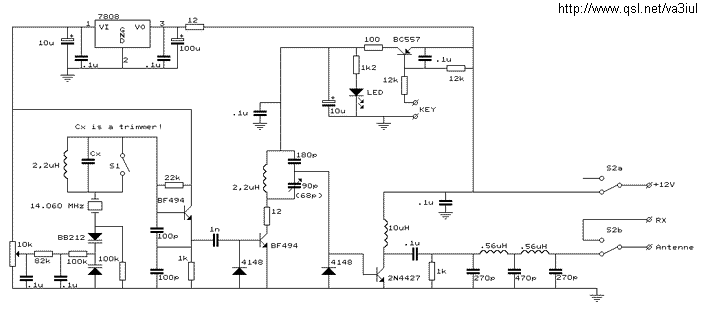 http://www.qsl.net/va3iul
7808
12
1
VI
VO
3
2
10u
.1u
.1u
100u
100
BC557
.1u
1k2
12k
12k
LED
10u
KEY
.1u
Cx is a trimmer!
2,2uH
Cx
S1
22k
180p
2,2uH
90p
(68p)
S2a
+12V
14.060 MHz
BF494
12
.1u
RX
S2b
BB212
100p
1n
BF494
10uH
Antenne
10k
82k
100k
100k
.1u
.56uH
.56uH
.1u
.1u
100p
1k
4148
4148
2N4427
1k
270p
470p
270p